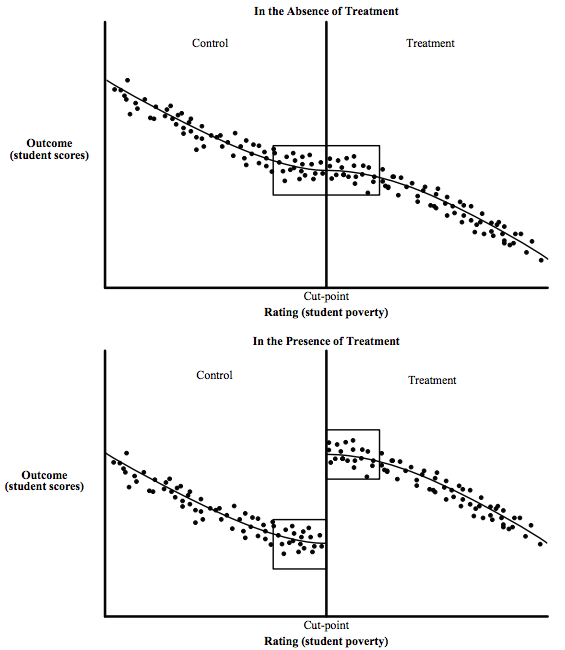 In the Absence of Treatment
Control
Treatment
Outcome
(student scores)
Cut-point
Rating (student poverty)
In the Presence of Treatment
Control
Treatment
Outcome
(student scores)
Cut-point
Rating (student poverty)